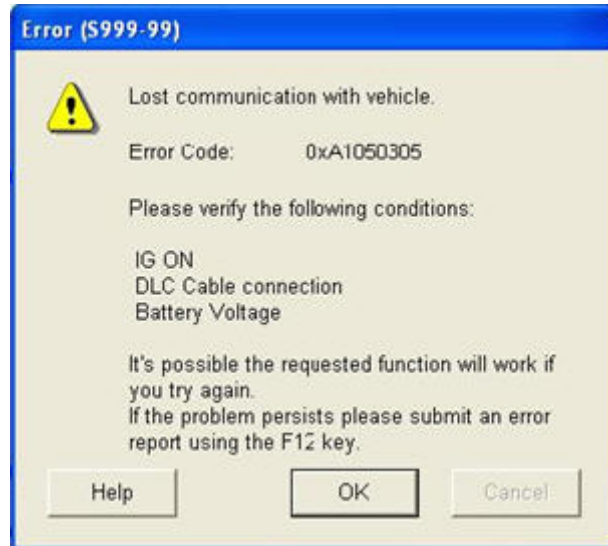 Error (S999-99)
Lost communication with vehicle.
Error Code: 0xA1050305
Please verify the following conditions:
IG ON
DLC Cable connection
Battery Voltage
It's possible the requested function will work if
you try again.
If the problem persists please submit an error
report using the F12 key.
Help OK Cancel